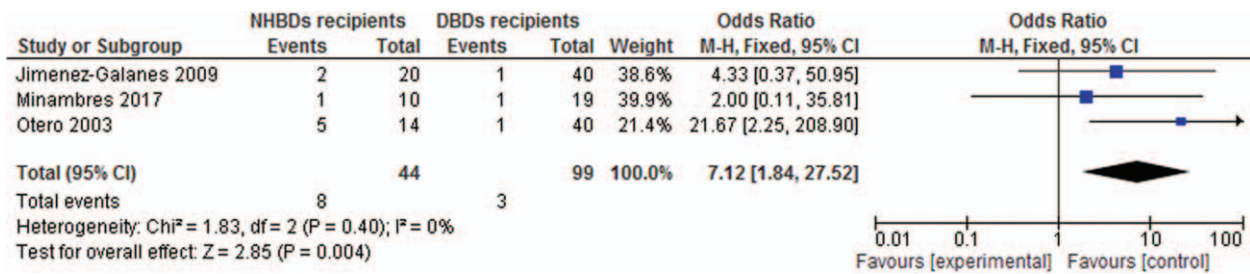 NHBDs recipients DBDs recipients Odds Ratio Odds Ratio
Study or Subgroup Events Total Events Total Weight M-H, Fixed, 95% CI M-H, Fixed, 95% CI
Jimenez-Galanes 2009 2 20 1 40 38.6% 4.33 [0.37, 50.95]
Minambres 2017 1 10 1 19 39.9% 2.00 [0.11, 35.81]
Otero 2003 5 14 1 40 21.4% 21.67 [2.25, 208.90]
Total (95% CI) 44 99 100.0% 7.12 [1.84, 27.52]
Total events 8 3
Heterogeneity: Chi² = 1.83, df = 2 (P = 0.40); I² = 0%
Test for overall effect: Z = 2.85 (P = 0.004)
0.01 0.1 1 10 100
Favours [experimental] Favours [control]